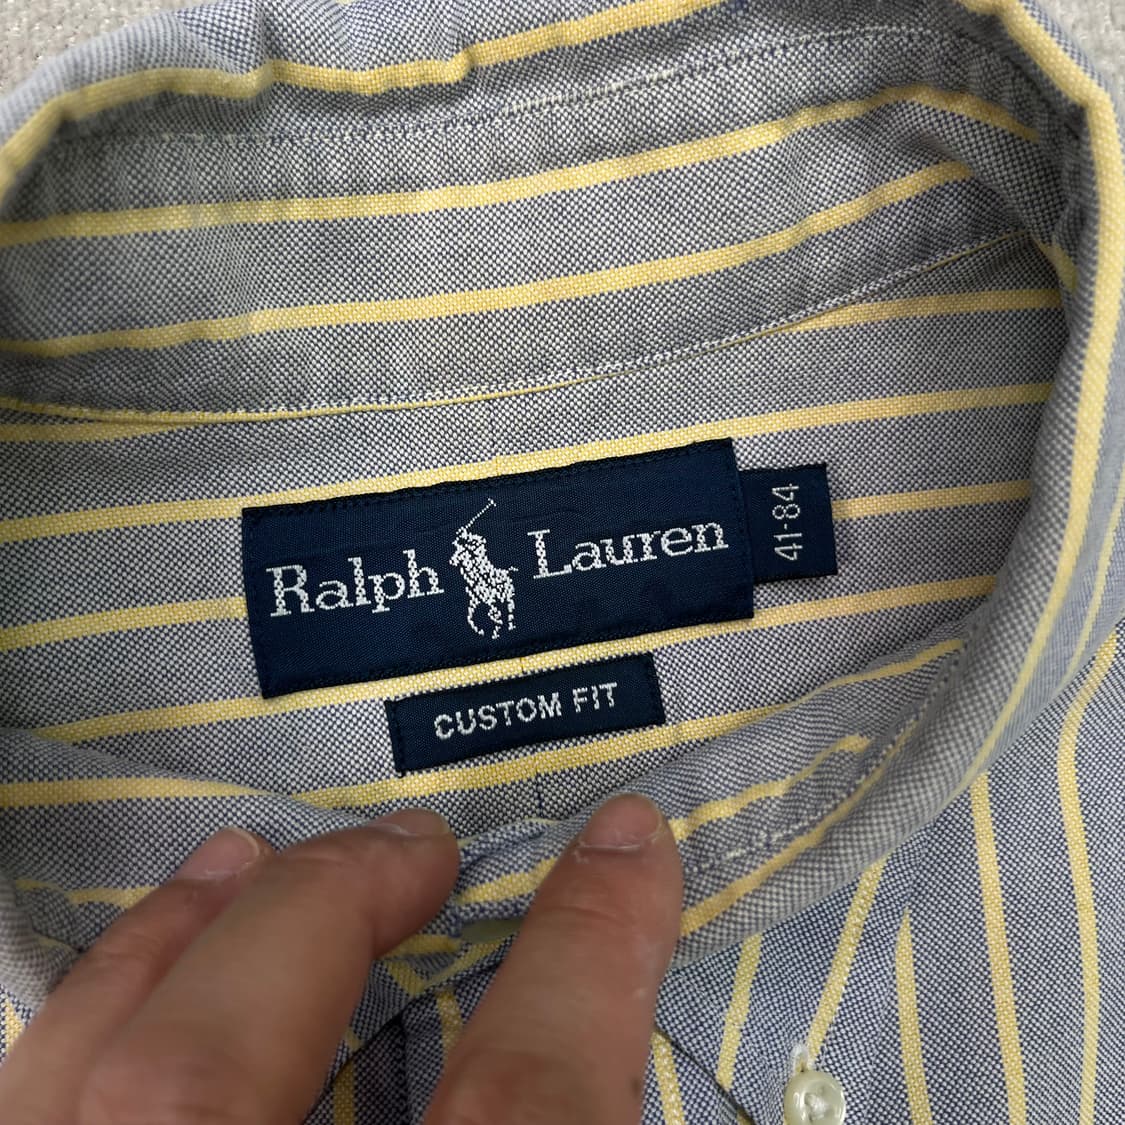 Ralph Lauren
41-84
CUSTOM FIT